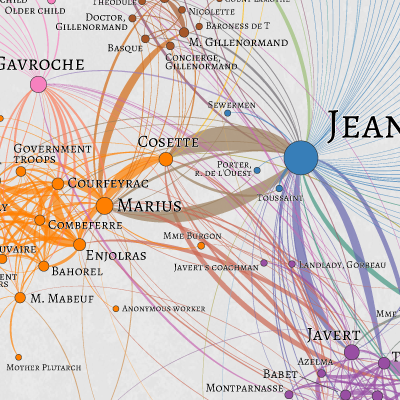 Child
Older child
Théodule
Nicolette
Doctor,
Gillenormand
Baroness de T
Basque
M. Gillenormand
Concierge,
Gillenormand
Gavroche
Sewermen
Jean
Cosette
Government
troops
Porter,
r. de l'Ouest
Courfeyrac
Toussaint
Marius
Combeferre
Mme Burgon
Enjolras
Javert's coachman
Landlady, Gorbeau
Bahorel
M. Mabeuf
Anonymous worker
Mme
Javert
Mother Plutarch
Azelma
Babet
Montparnasse